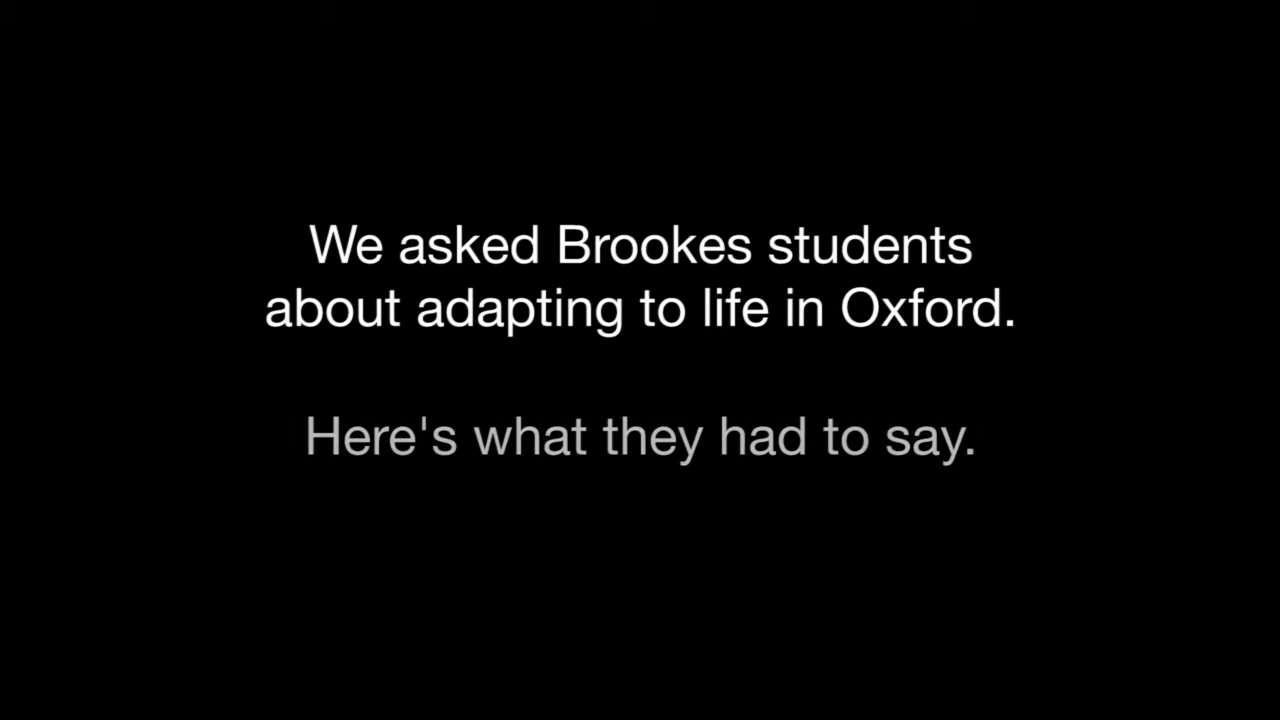 We asked Brookes students
about adapting to life in Oxford.
Here's what they had to say.